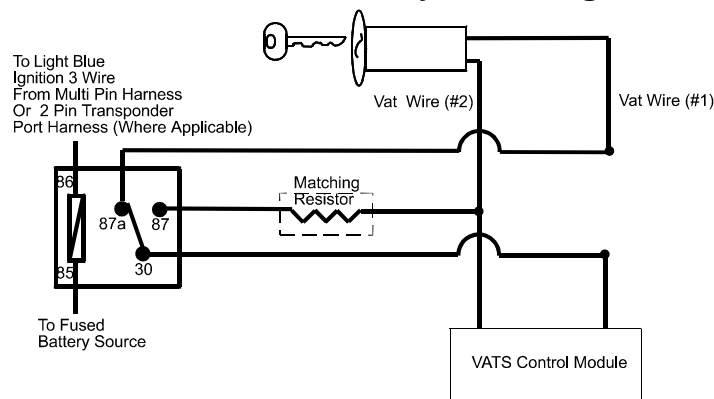 To Light Blue
Ignition 3 Wire
From Multi Pin Harness
Or 2 Pin Transponder
Port Harness (Where Applicable)
Vat Wire (#2)
Vat Wire (#1)
86
Matching
Resistor
87a
87
85
30
To Fused
Battery Source
VATS Control Module